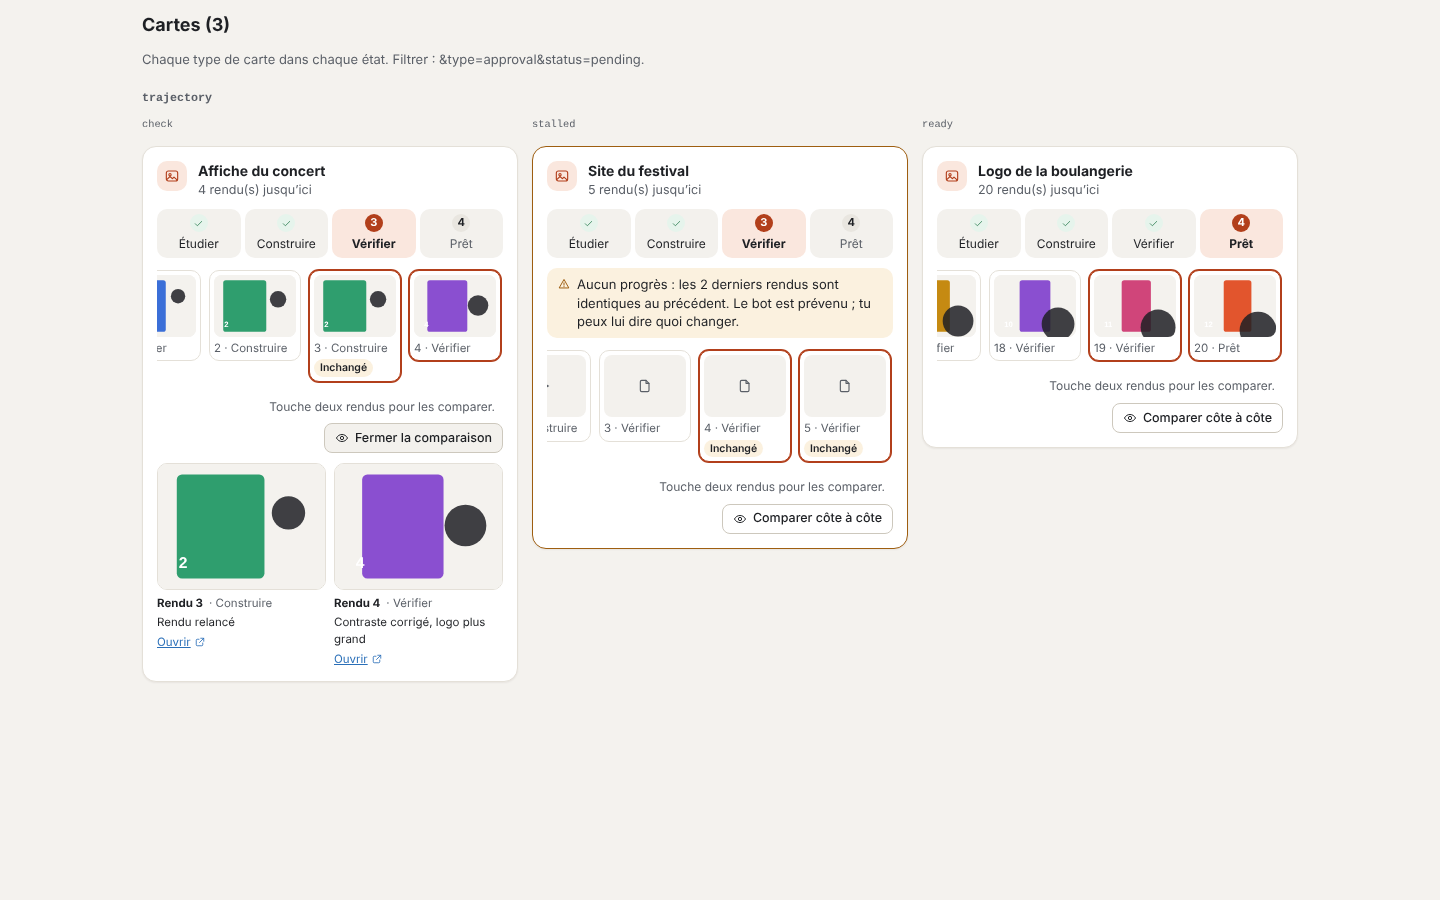 Cartes (3)
Chaque type de carte dans chaque état. Filtrer : &type=approval&status=pending.
trajectory
check
Affiche du concert
4 rendu(s) jusqu'ici
Étudier
Construire
3
Vérifier
4
Prêt
er
2
2 · Construire
2
3 · Construire
Inchangé
4 · Vérifier
Touche deux rendus pour les comparer.
Fermer la comparaison
2
4
Rendu 3 · Construire
Rendu relancé
Ouvrir
Rendu 4 · Vérifier
Contraste corrigé, logo plus
grand
Ouvrir
stalled
Site du festival
5 rendu(s) jusqu'ici
Étudier
Construire
3
Vérifier
4
Prêt
Aucun progrès : les 2 derniers rendus sont
identiques au précédent. Le bot est prévenu ; tu
peux lui dire quoi changer.
struire
3 · Vérifier
4 · Vérifier
Inchangé
5 · Vérifier
Inchangé
Touche deux rendus pour les comparer.
Comparer côte à côte
ready
Logo de la boulangerie
20 rendu(s) jusqu'ici
Étudier
Construire
Vérifier
4
Prêt
fier
18 · Vérifier
19 · Vérifier
20 · Prêt
Touche deux rendus pour les comparer.
Comparer côte à côte